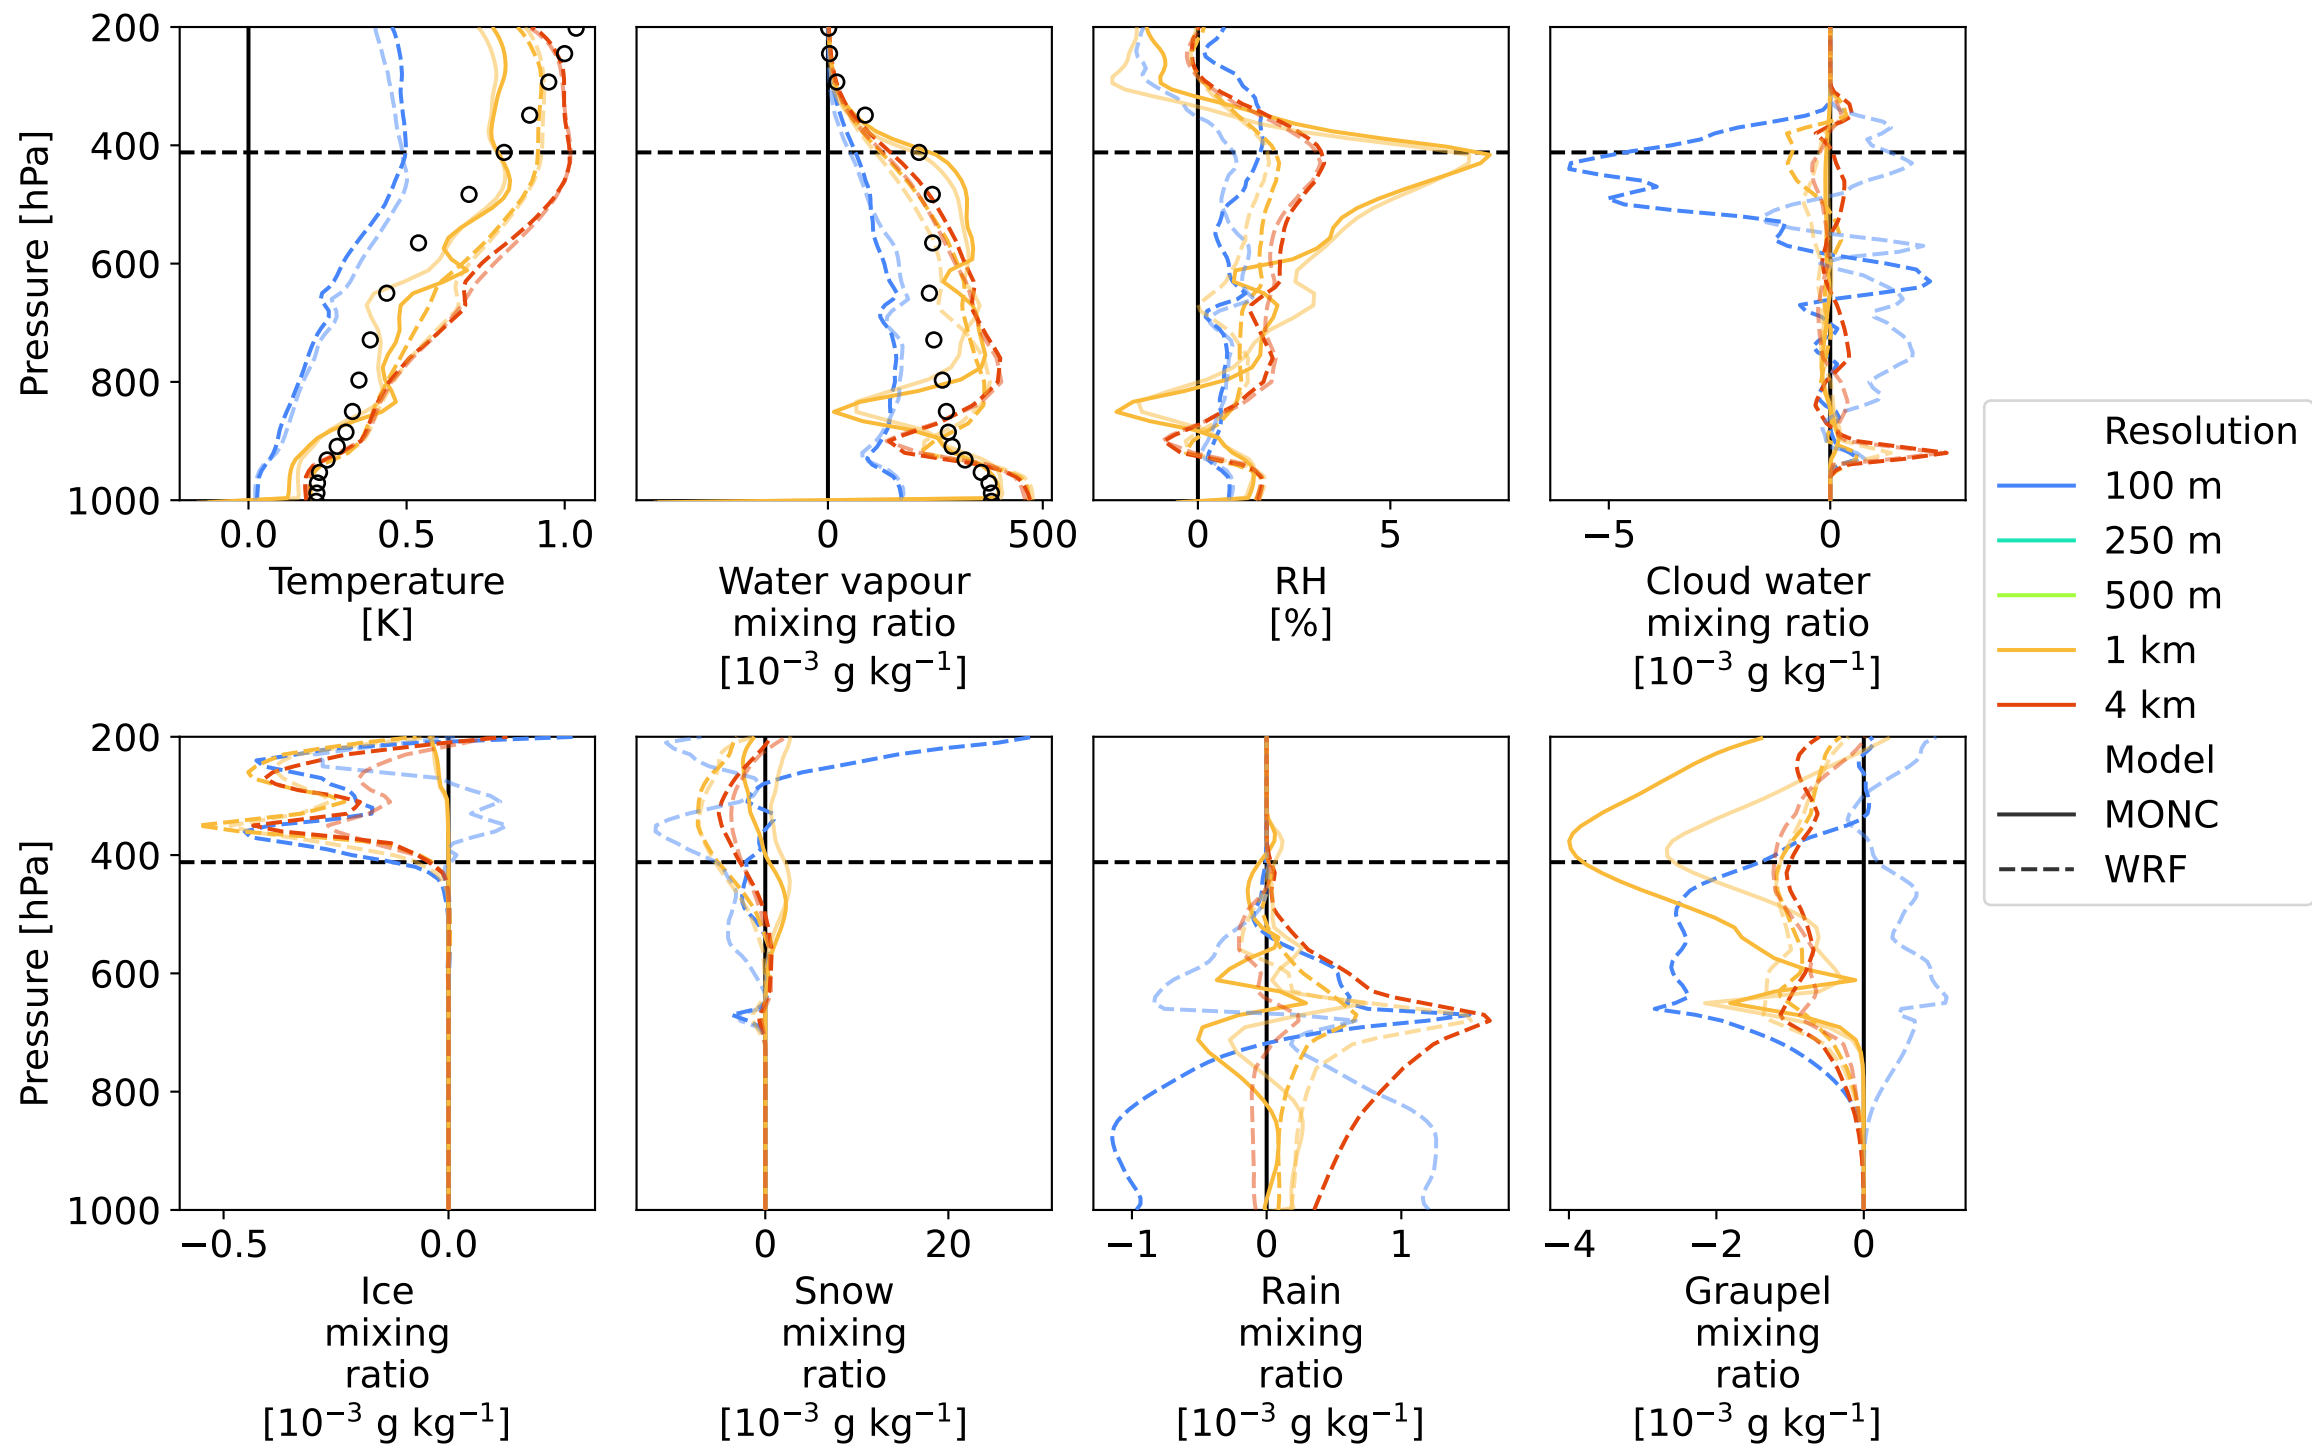 200
400
600
800
1000
Pressure [hPa]
0.0 0.5 1.0
Temperature
[K]
0 500
Water vapour
mixing ratio
[10⁻³ g kg⁻¹]
0 5
RH
[%]
−5 0
Cloud water
mixing ratio
[10⁻³ g kg⁻¹]
Resolution
100 m
250 m
500 m
1 km
4 km
Model
MONC
WRF
200
400
600
800
1000
Pressure [hPa]
−0.5 0.0
Ice
mixing
ratio
[10⁻³ g kg⁻¹]
0 20
Snow
mixing
ratio
[10⁻³ g kg⁻¹]
−1 0 1
Rain
mixing
ratio
[10⁻³ g kg⁻¹]
−4 −2 0
Graupel
mixing
ratio
[10⁻³ g kg⁻¹]